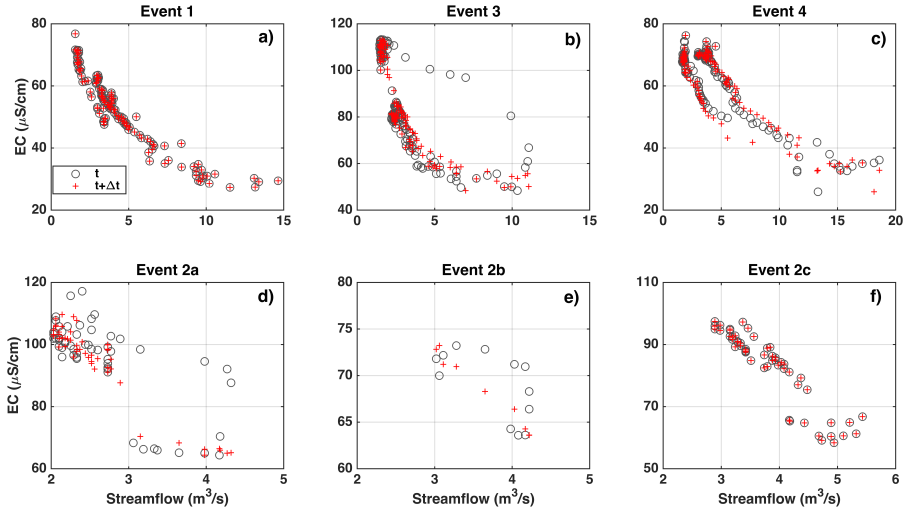 Event 1
Event 3
Event 4
a)
b)
c)
EC (μS/cm)
80
60
40
20
0
5
10
15
t
t+Δt
120
100
80
60
40
0
5
10
15
80
60
40
20
0
5
10
15
20
Event 2a
Event 2b
Event 2c
d)
e)
f)
EC (μS/cm)
120
100
80
60
2
3
4
5
80
75
70
65
60
2
3
4
5
110
90
70
50
2
3
4
5
6
Streamflow (m³/s)
Streamflow (m³/s)
Streamflow (m³/s)